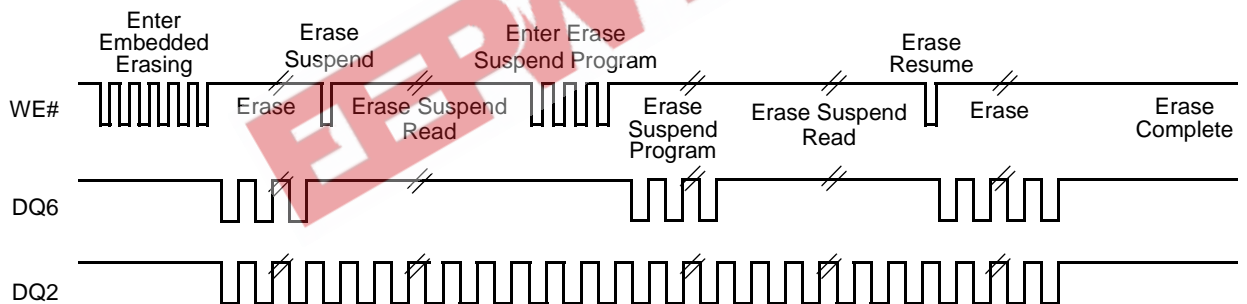 Enter
Embedded
Erasing
Erase
Suspend
Enter Erase
Suspend Program
Erase
Resume
WE#
Erase
Erase Suspend
Read
Erase
Suspend
Program
Erase Suspend
Read
Erase
Erase
Complete
DQ6
DQ2